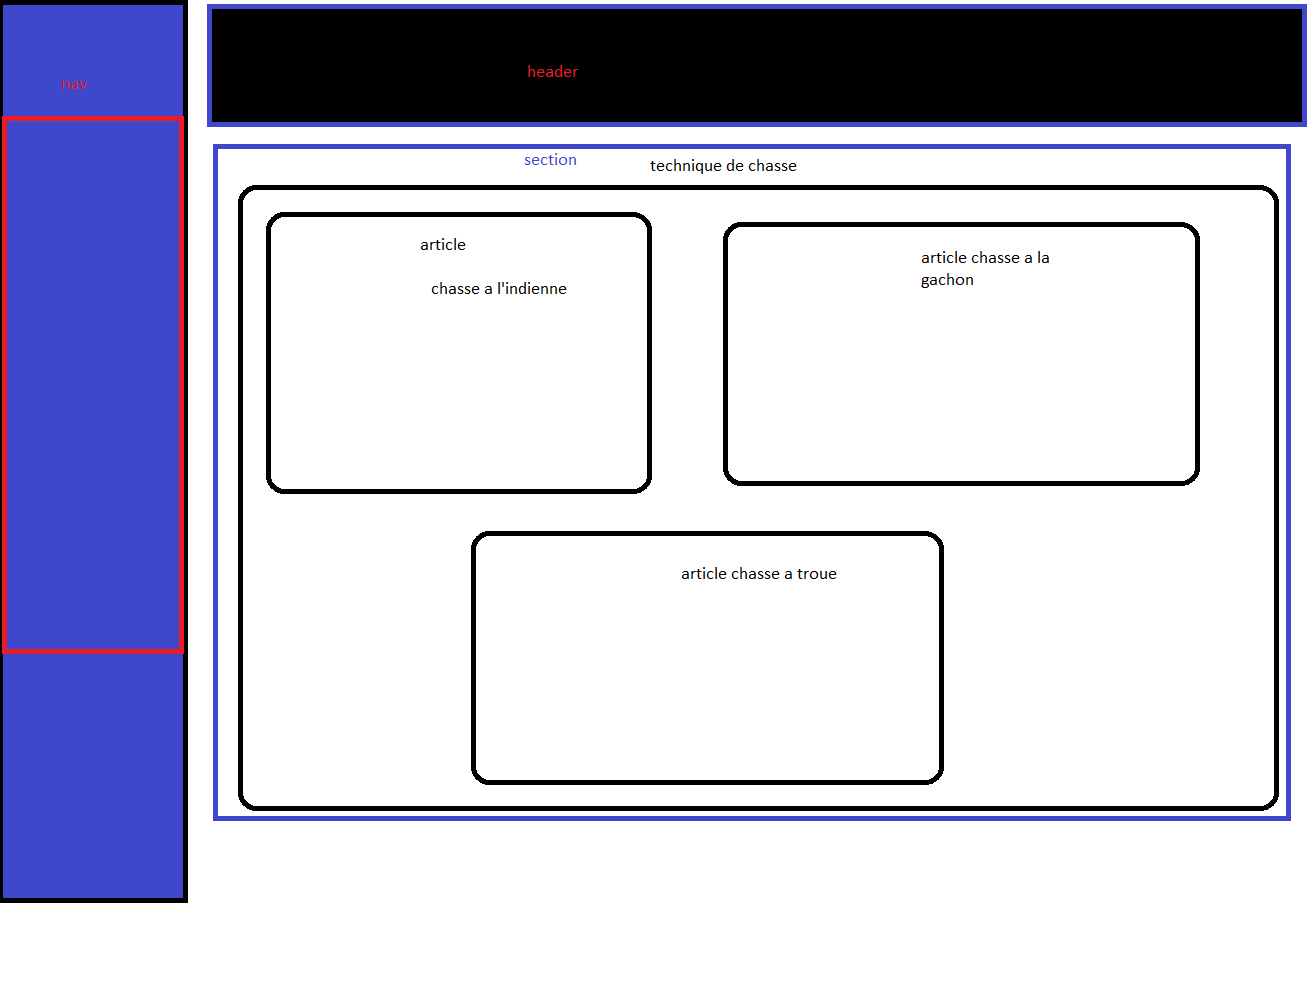 nav
header
section
technique de chasse
article
chasse a l'indienne
article chasse a la
gachon
article chasse a troue